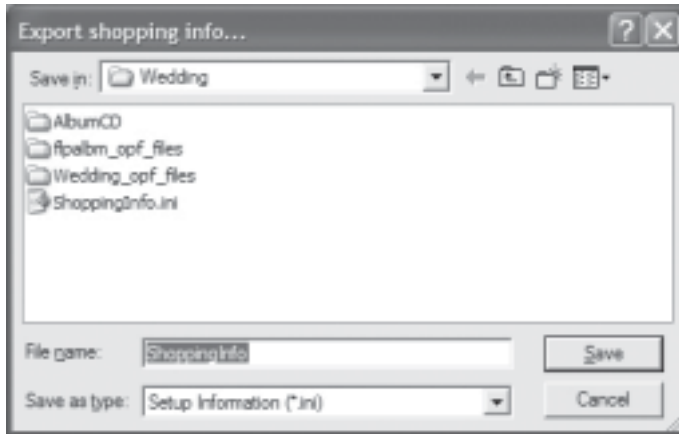 Export shopping info...
Save in: Wedding
AlbumCD
flpalbm_opf_files
Wedding_opf_files
ShoppingInfo.ini
File name: ShoppingInfo Save
Save as type: Setup Information (*.ini) Cancel